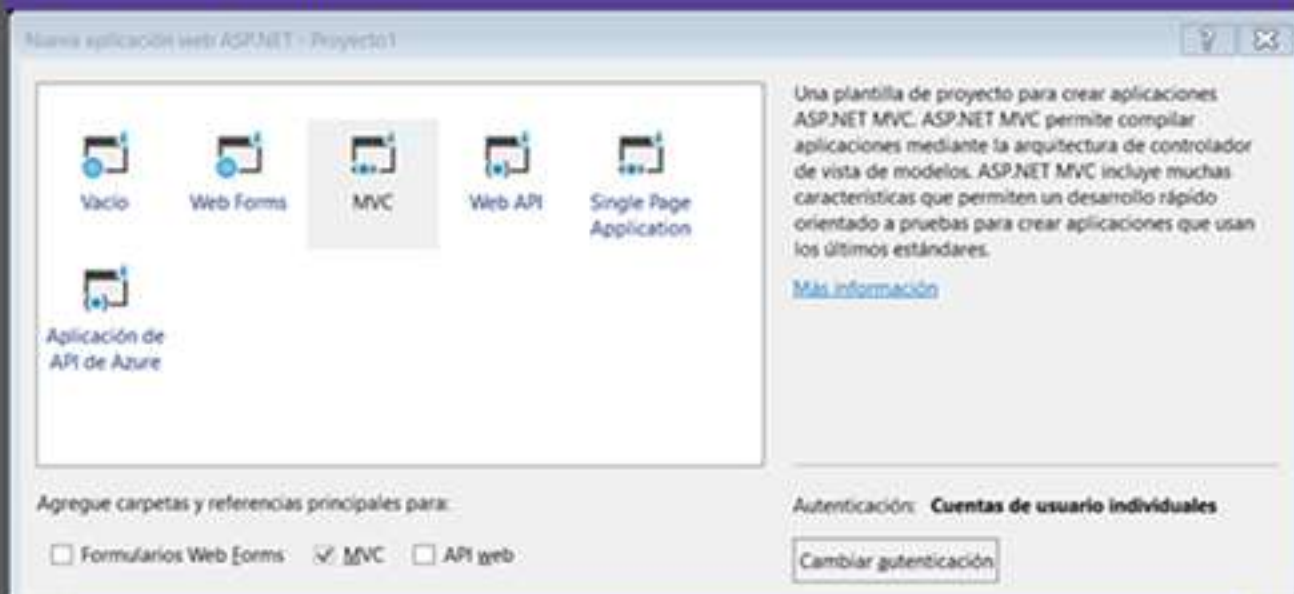 Nueva aplicación web ASP.NET - Proyecto1
Vacío
Web Forms
MVC
Web API
Single Page
Application
Aplicación de
API de Azure
Una plantilla de proyecto para crear aplicaciones
ASP.NET MVC. ASP.NET MVC permite compilar
aplicaciones mediante la arquitectura de controlador
de vista de modelos. ASP.NET MVC incluye muchas
características que permiten un desarrollo rápido
orientado a pruebas para crear aplicaciones que usan
los últimos estándares.
Más información
Agregue carpetas y referencias principales para:
Formularios Web Forms
MVC
API web
Autenticación: Cuentas de usuario individuales
Cambiar autenticación